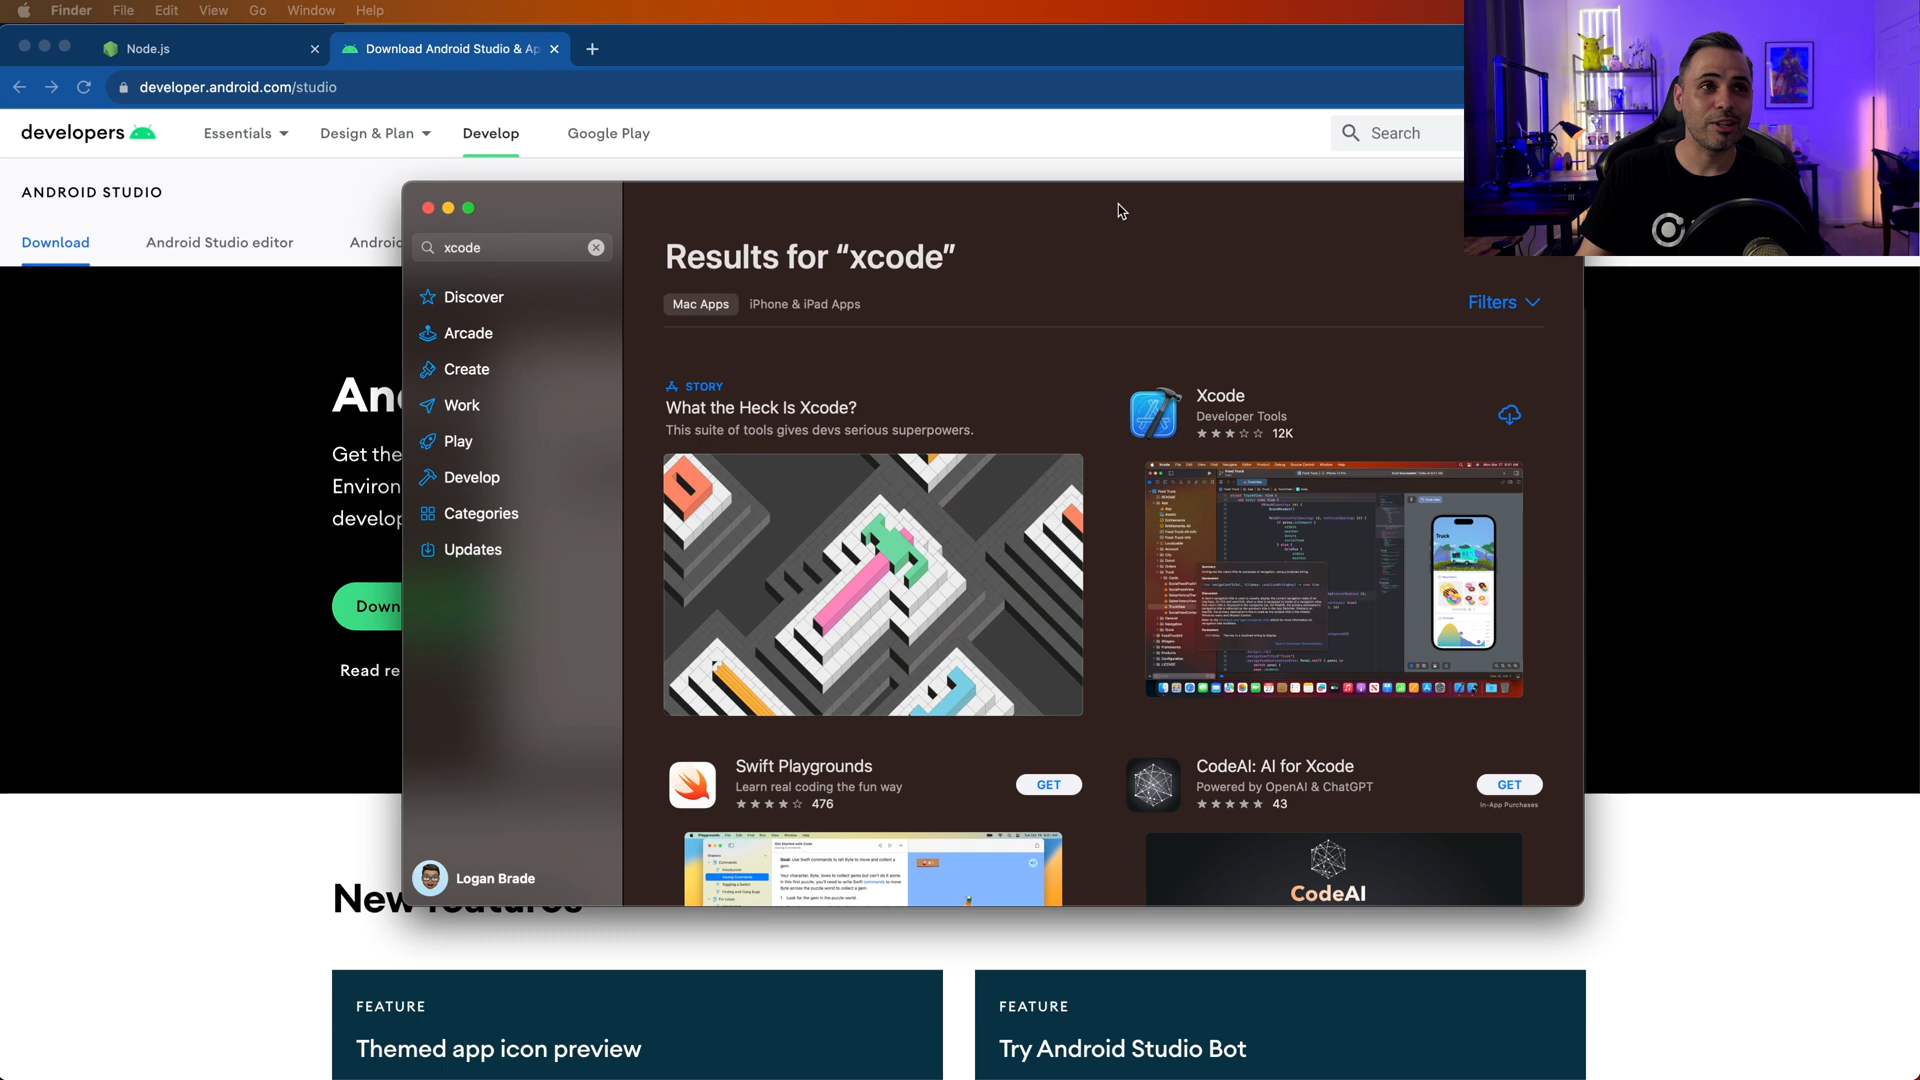 Finder File Edit View Go Window Help
Node.js
Download Android Studio & Ap
developer.android.com/studio
developers Essentials Design & Plan Develop Google Play
Search
ANDROID STUDIO
Download Android Studio editor
Get the
Environ
develop
Down
Read re
xcode
Discover
Arcade
Create
Work
Play
Develop
Categories
Updates
Logan Brade
Results for “xcode”
Mac Apps iPhone & iPad Apps
Filters
STORY
What the Heck Is Xcode?
This suite of tools gives devs serious superpowers.
Xcode
Developer Tools
12K
Swift Playgrounds
Learn real coding the fun way
476
GET
CodeAI: AI for Xcode
Powered by OpenAI & ChatGPT
43
GET
In-App Purchases
CodeAI
New features
FEATURE
Themed app icon preview
FEATURE
Try Android Studio Bot